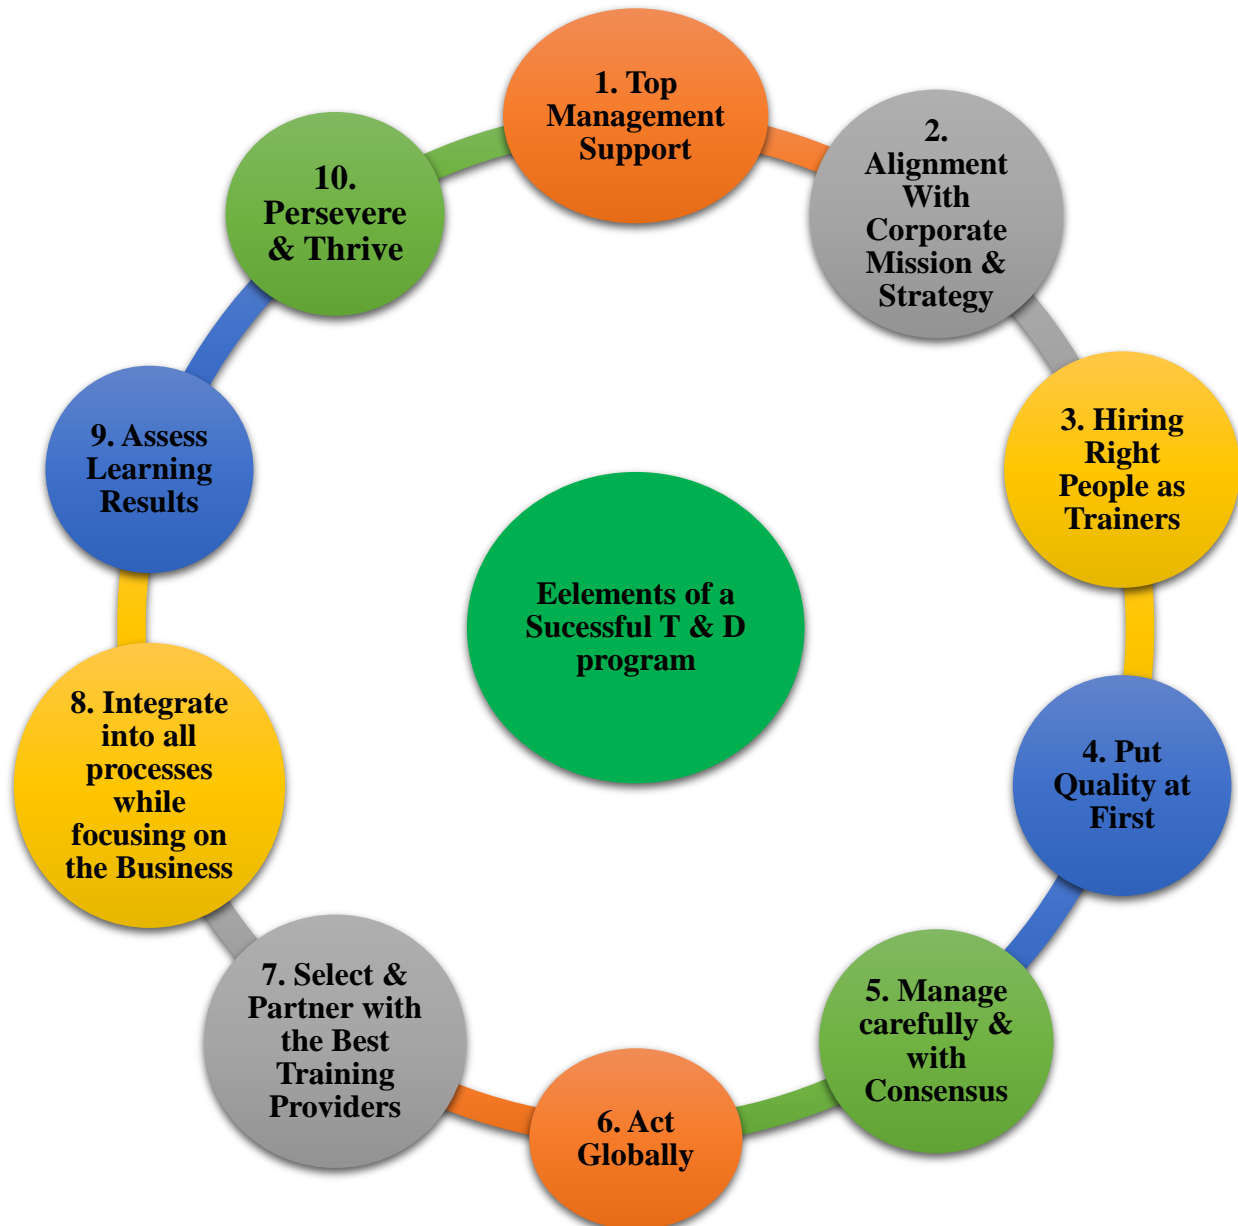 1. Top
Management
Support
2.
Alignment
With
Corporate
Mission &
Strategy
3. Hiring
Right
People as
Trainers
4. Put
Quality at
First
5. Manage
carefully &
with
Consensus
6. Act
Globally
7. Select &
Partner with
the Best
Training
Providers
8. Integrate
into all
processes
while
focusing on
the Business
9. Assess
Learning
Results
10.
Persevere
& Thrive
Eelements of a
Sucessful T & D
program